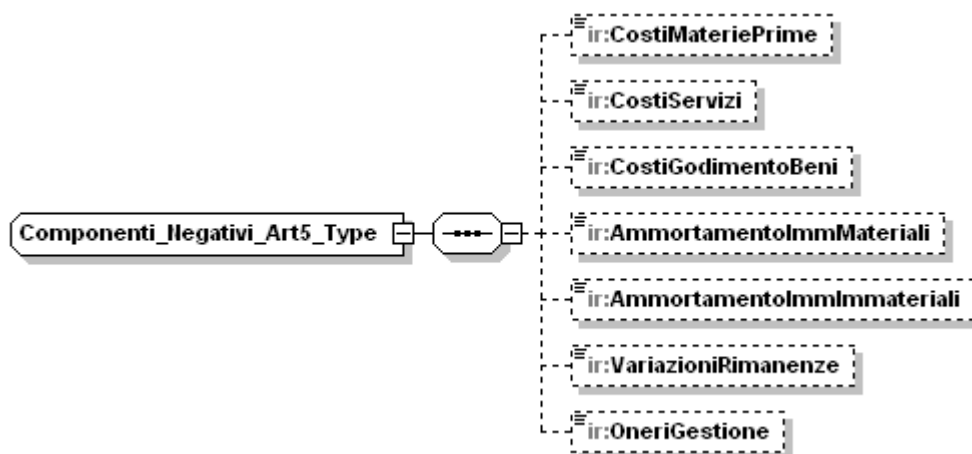 ir:CostiMateriePrime
ir:CostiServizi
ir:CostiGodimentoBeni
Componenti_Negativi_Art5_Type
ir:AmmortamentoImmMateriali
ir:AmmortamentoImmImmateriali
ir:VariazioniRimanenze
ir:OneriGestione